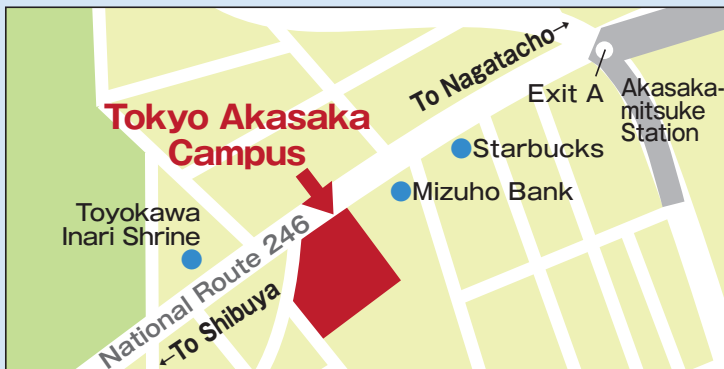 To Nagatacho→
Exit A
Akasaka-
mitsuke
Station
Tokyo Akasaka
Campus
Starbucks
Mizuho Bank
Toyokawa
Inari Shrine
National Route 246
←To Shibuya